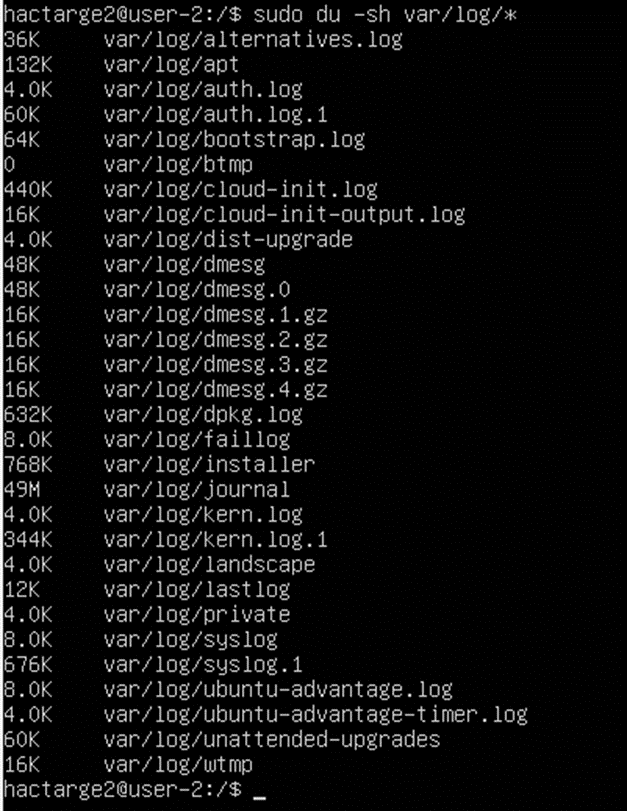 hactarge2@user-2:/$ sudo du -sh var/log/*
36K var/log/alternatives.log
132K var/log/apt
4.0K var/log/auth.log
60K var/log/auth.log.1
64K var/log/bootstrap.log
0 var/log/btmp
440K var/log/cloud-init.log
16K var/log/cloud-init-output.log
4.0K var/log/dist-upgrade
48K var/log/dmesg
48K var/log/dmesg.0
16K var/log/dmesg.1.gz
16K var/log/dmesg.2.gz
16K var/log/dmesg.3.gz
16K var/log/dmesg.4.gz
632K var/log/dpkg.log
8.0K var/log/faillog
768K var/log/installer
49M var/log/journal
4.0K var/log/kern.log
344K var/log/kern.log.1
4.0K var/log/landscape
12K var/log/lastlog
4.0K var/log/private
8.0K var/log/syslog
676K var/log/syslog.1
8.0K var/log/ubuntu-advantage.log
4.0K var/log/ubuntu-advantage-timer.log
60K var/log/unattended-upgrades
16K var/log/wtmp
hactarge2@user-2:/$ _